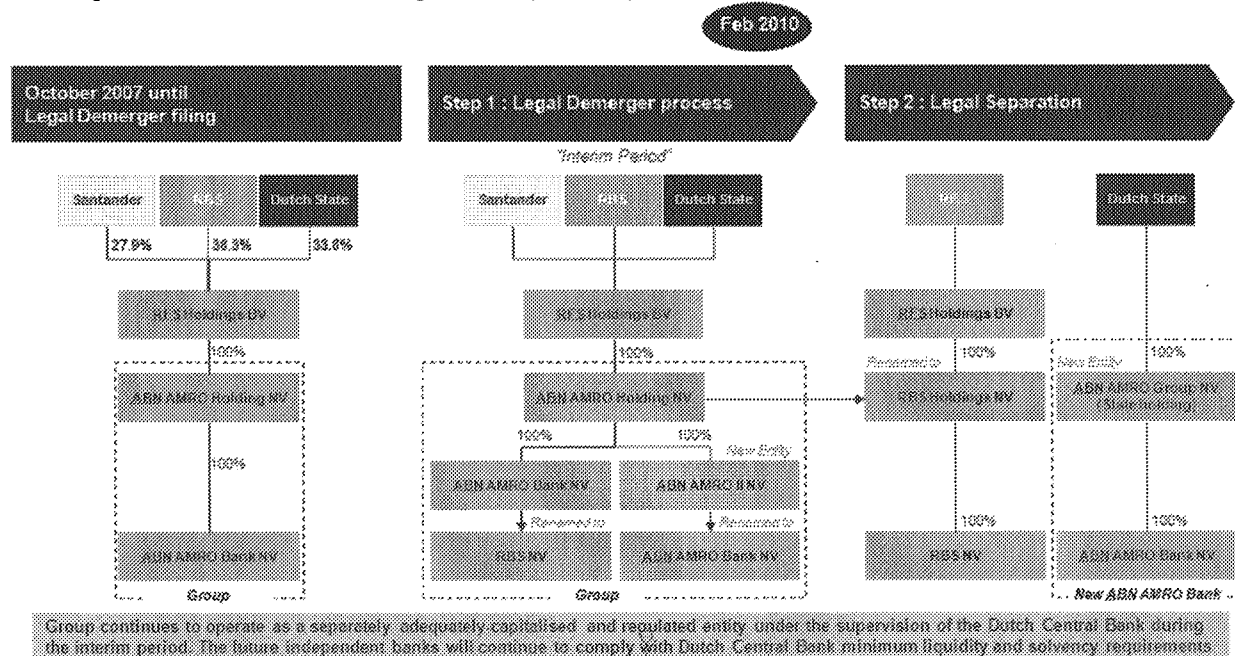 Feb 2010
October 2007 until
Legal Demerger filing
Step 1 : Legal Demerger process
Step 2 : Legal Separation
"Interim Period"
Santander RBS Dutch State
27.9% 38.3% 33.8%
RFS Holdings BV
100%
ABN AMRO Holding NV
100%
ABN AMRO Bank NV
Group
Santander RBS Dutch State
RFS Holdings BV
100%
ABN AMRO Holding NV
100% 100%
New Entity
ABN AMRO Bank NV ABN AMRO II NV
Renamed to Renamed to
RBS NV ABN AMRO Bank NV
Group
RBS Dutch State
RFS Holdings BV
Renamed to 100% New Entity 100%
RBS Holdings NV ABN AMRO Group NV
(State holding)
100% 100%
RBS NV ABN AMRO Bank NV
New ABN AMRO Bank
Group continues to operate as a separately adequately capitalised and regulated entity under the supervision of the Dutch Central Bank during
the interim period. The future independent banks will continue to comply with Dutch Central Bank minimum liquidity and solvency requirements